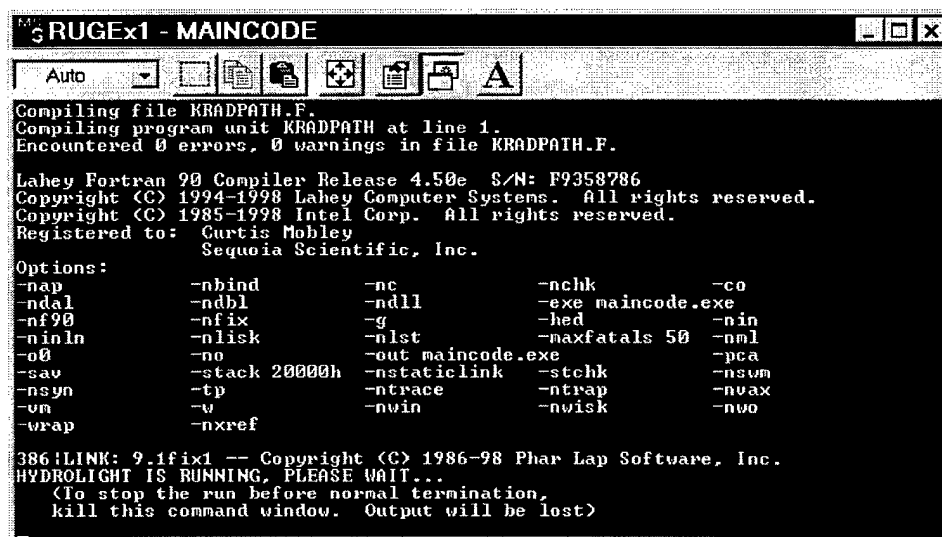 RUGEx1 - MAINCODE
Auto
A
Compiling file KRADPATH.F.
Compiling program unit KRADPATH at line 1.
Encountered 0 errors, 0 warnings in file KRADPATH.F.
Lahey Fortran 90 Compiler Release 4.50e S/N: F9358786
Copyright (C) 1994-1998 Lahey Computer Systems. All rights reserved.
Copyright (C) 1985-1998 Intel Corp. All rights reserved.
Registered to: Curtis Mobley
Sequoia Scientific, Inc.
Options:
-nap -nbind -nc -nchk -co
-ndal -ndbl -ndll -exe maincode.exe
-nf90 -nfix -g -hed -nin
-ninln -nlisk -nlst -maxfatals 50 -nml
-o0 -no -out maincode.exe -pca
-sav -stack 20000h -nstaticlink -stchk -nswm
-nsyn -tp -ntrace -ntrap -nvax
-vm -w -nwin -nwisk -nwo
-wrap -nxref
386|LINK: 9.1fix1 -- Copyright (C) 1986-98 Phar Lap Software, Inc.
HYDROLIGHT IS RUNNING, PLEASE WAIT...
(To stop the run before normal termination,
kill this command window. Output will be lost)